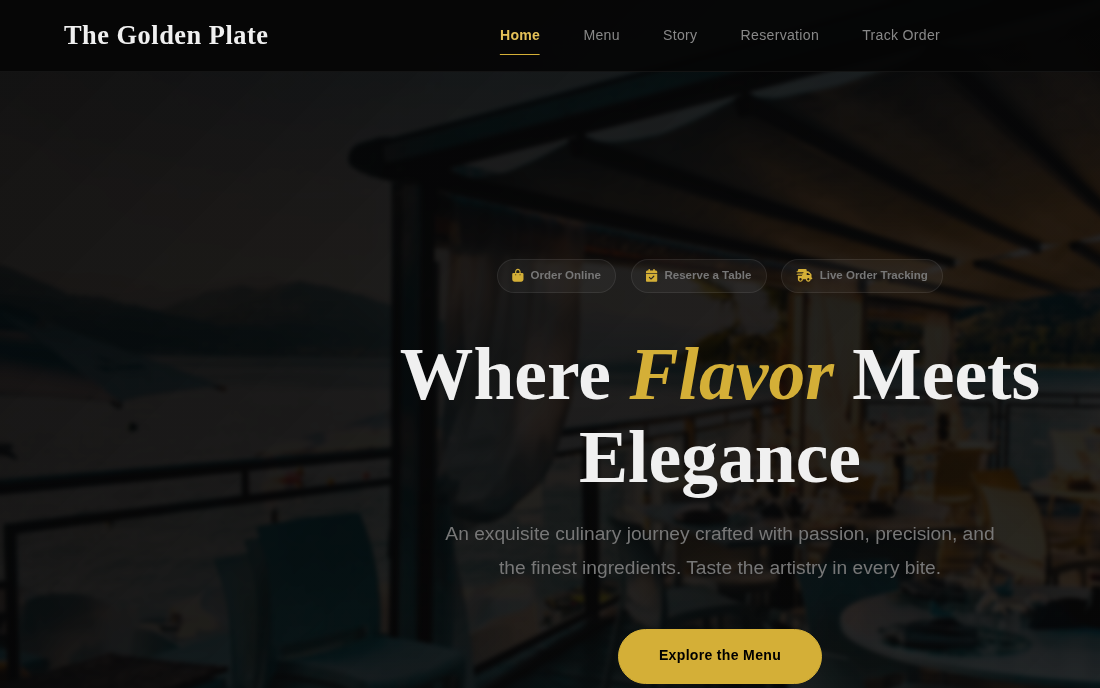 The Golden Plate
Home Menu Story Reservation Track Order
Order Online Reserve a Table Live Order Tracking
Where Flavor Meets
Elegance
An exquisite culinary journey crafted with passion, precision, and
the finest ingredients. Taste the artistry in every bite.
Explore the Menu